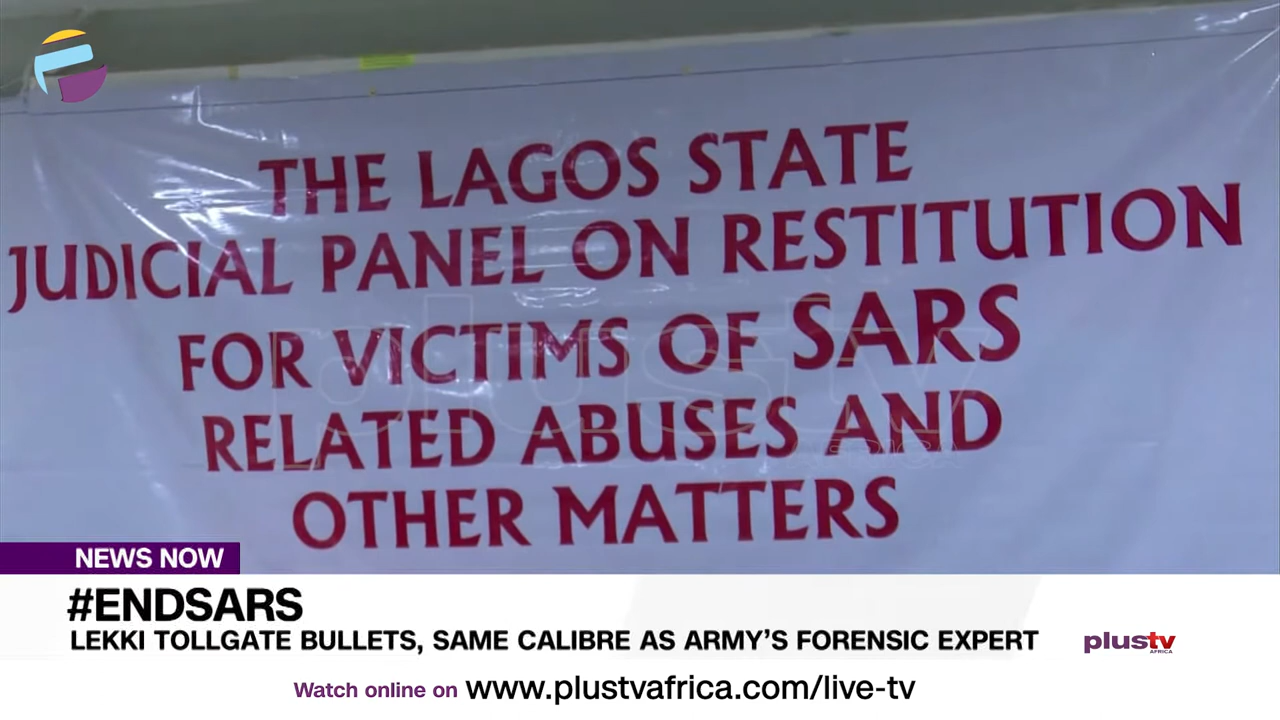 THE LAGOS STATE
JUDICIAL PANEL ON RESTITUTION
FOR VICTIMS OF SARS
RELATED ABUSES AND
OTHER MATTERS
plustv
AFRICA
NEWS NOW
#ENDSARS
LEKKI TOLLGATE BULLETS, SAME CALIBRE AS ARMY'S FORENSIC EXPERT
plustv
AFRICA
Watch online on www.plustvafrica.com/live-tv